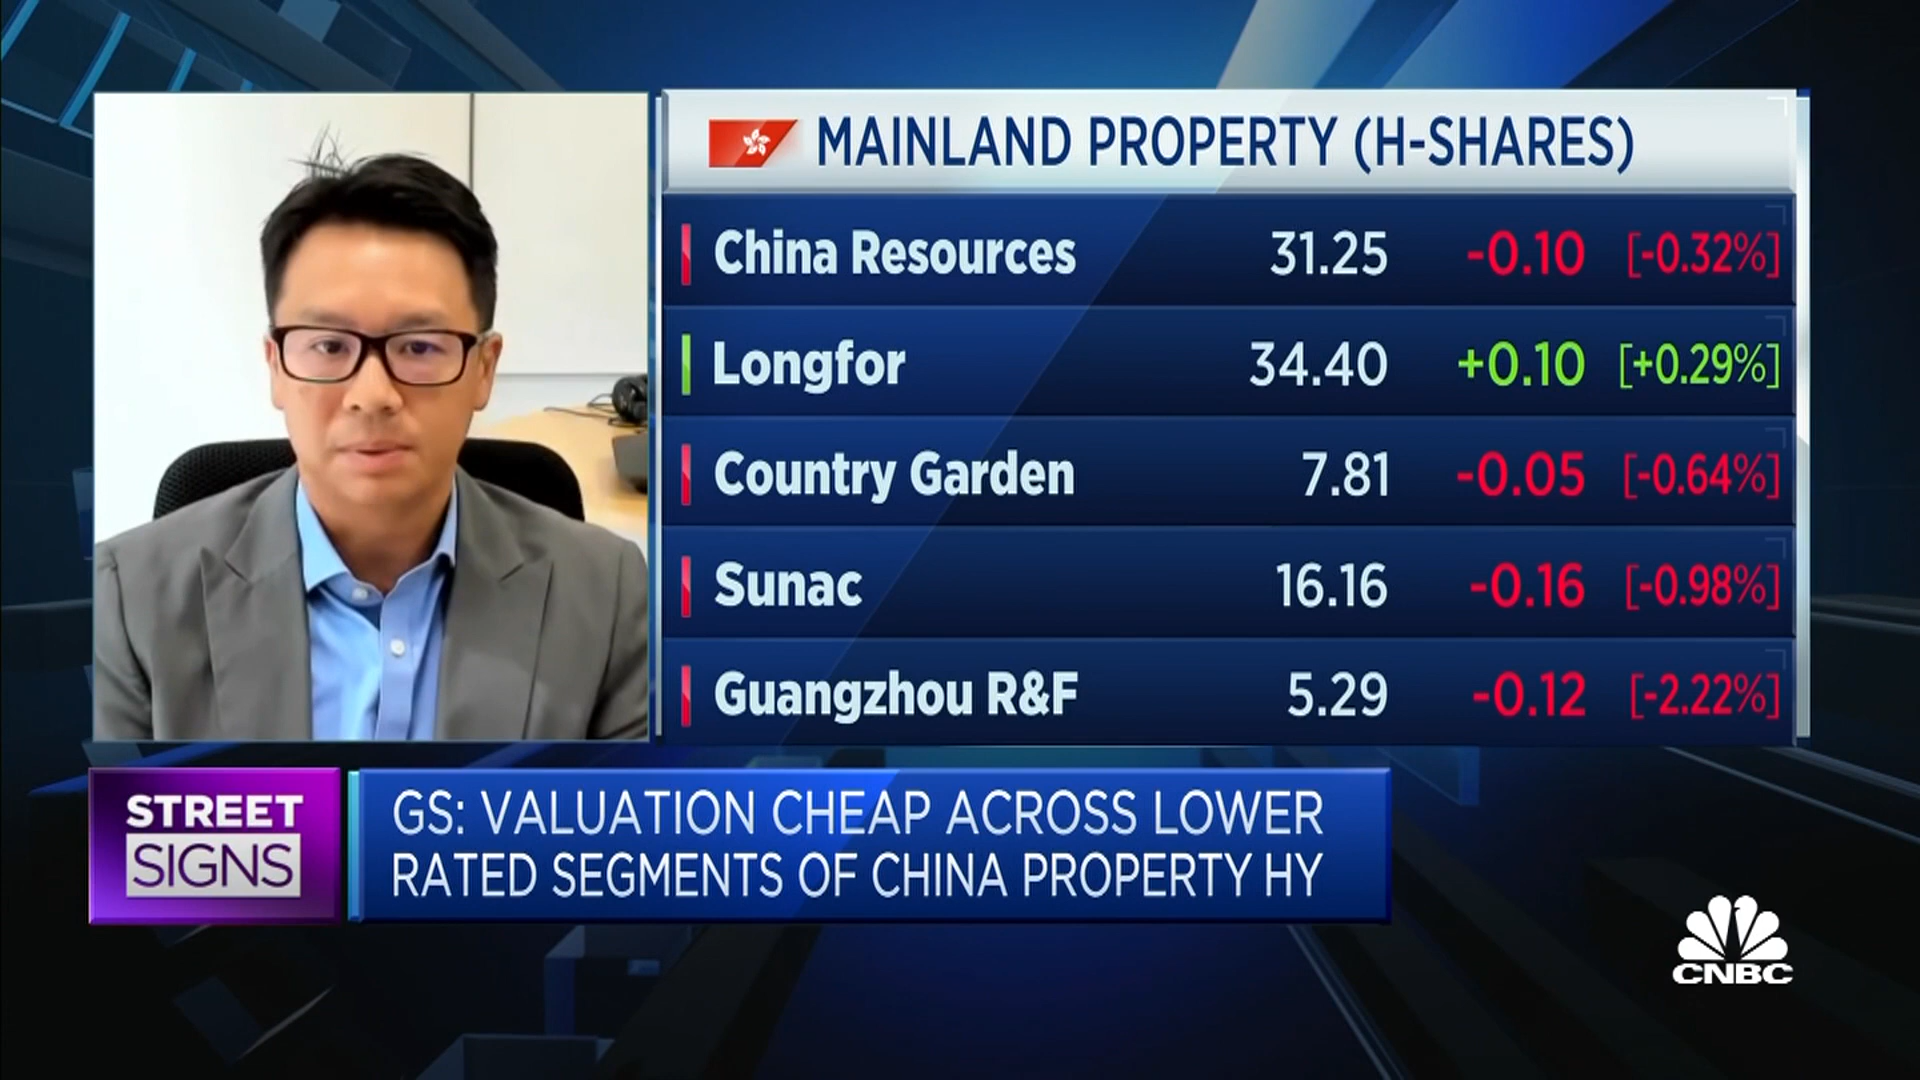 MAINLAND PROPERTY (H-SHARES)
China Resources 31.25 -0.10 [-0.32%]
Longfor 34.40 +0.10 [+0.29%]
Country Garden 7.81 -0.05 [-0.64%]
Sunac 16.16 -0.16 [-0.98%]
Guangzhou R&F 5.29 -0.12 [-2.22%]
STREET
SIGNS
GS: VALUATION CHEAP ACROSS LOWER
RATED SEGMENTS OF CHINA PROPERTY HY
CNBC